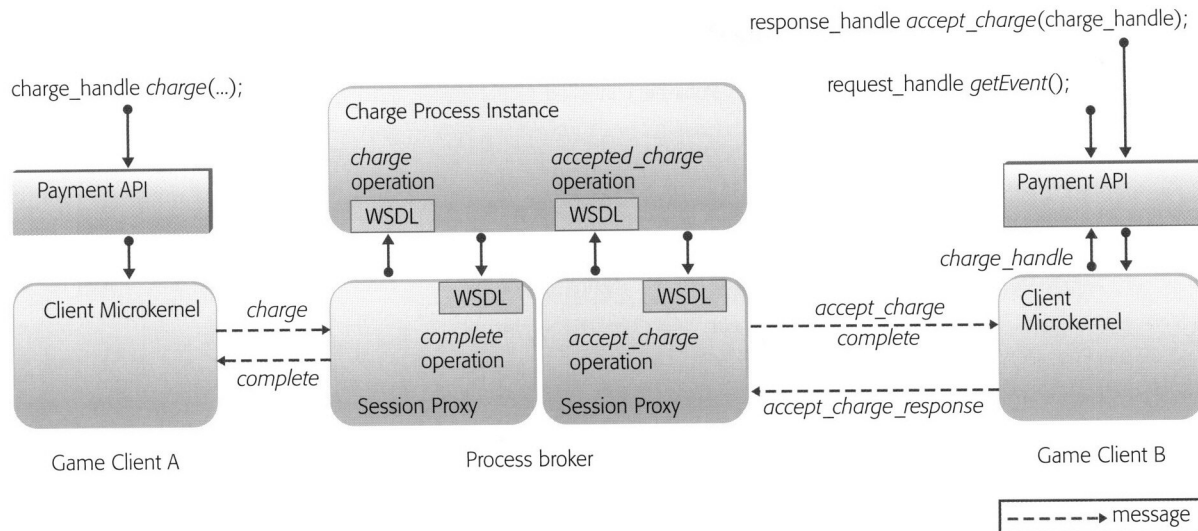 response_handle accept_charge(charge_handle);
charge_handle charge(...);
request_handle getEvent();
Charge Process Instance
charge
operation
accepted_charge
operation
WSDL
WSDL
Payment API
Payment API
charge_handle
Client Microkernel
charge
complete
WSDL
complete
operation
Session Proxy
WSDL
accept_charge
operation
Session Proxy
accept_charge
complete
accept_charge_response
Client
Microkernel
Game Client A
Process broker
Game Client B
message